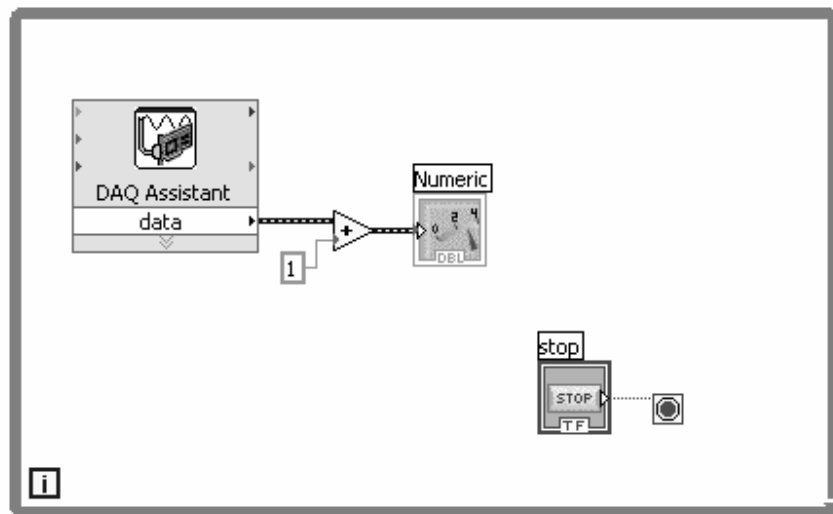 DAQ Assistant
data
1
Numeric
0 2 4
DBL
stop
STOP
TF
i